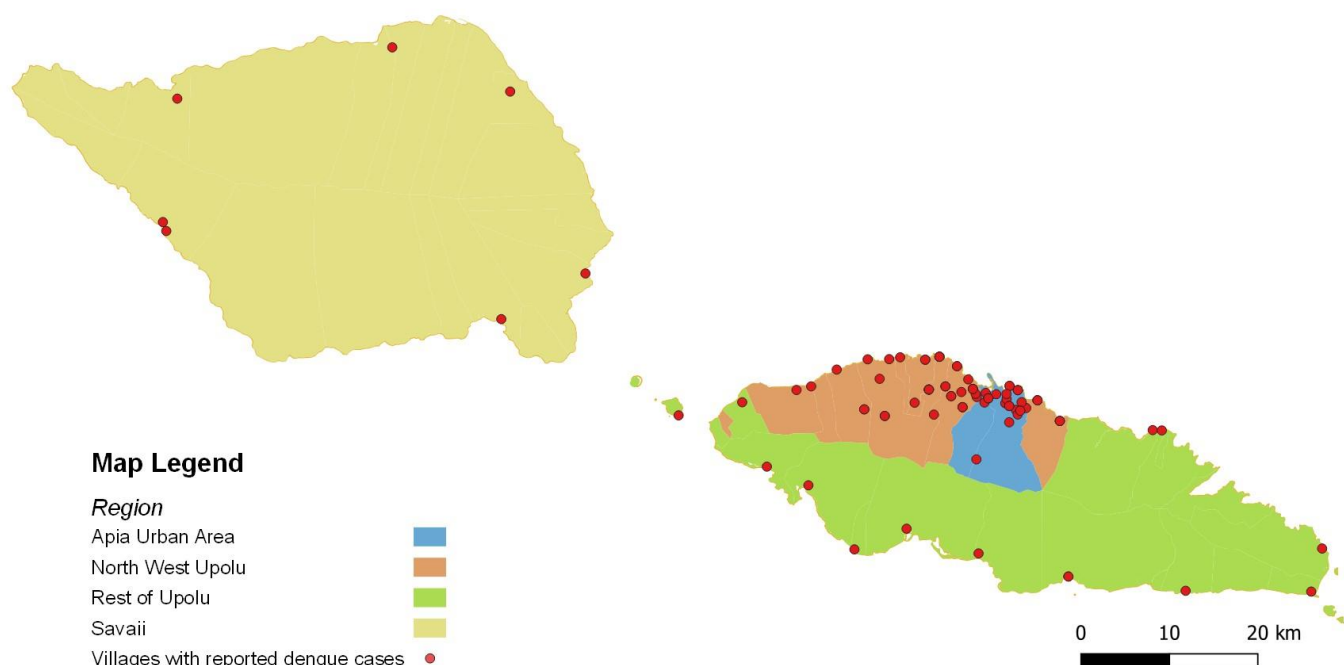 Map Legend
Region
Apia Urban Area
North West Upolu
Rest of Upolu
Savaii
Villages with reported dengue cases
0 10 20 km